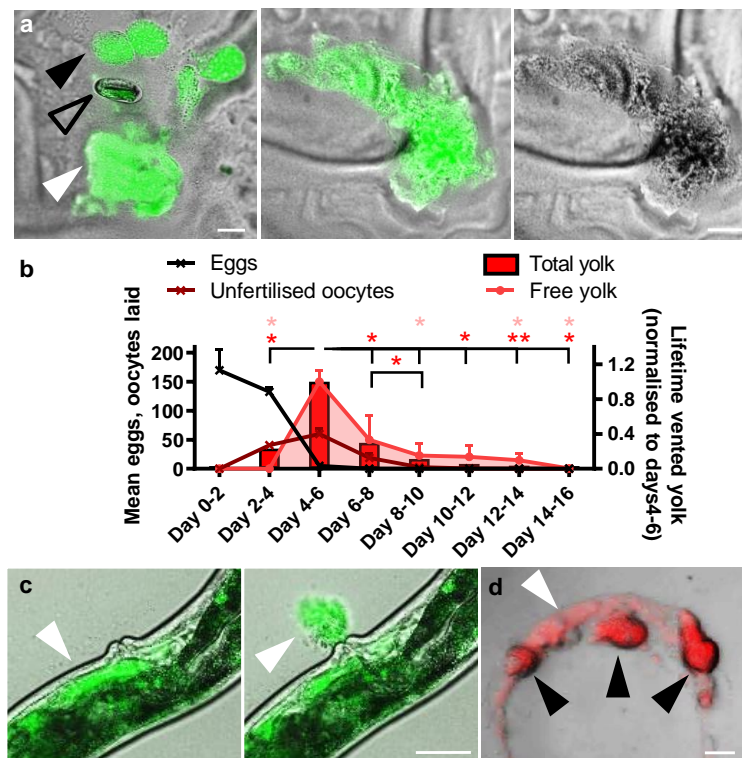 a
b
Eggs
Unfertilised oocytes
Total yolk
Free yolk
* * * *
* * * * ** *
*
Mean eggs, oocytes laid
200
150
100
50
0
1.2
0.8
0.4
0.0
Lifetime vented yolk
(normalised to days4-6)
Day 0-2
Day 2-4
Day 4-6
Day 6-8
Day 8-10
Day 10-12
Day 12-14
Day 14-16
c
d